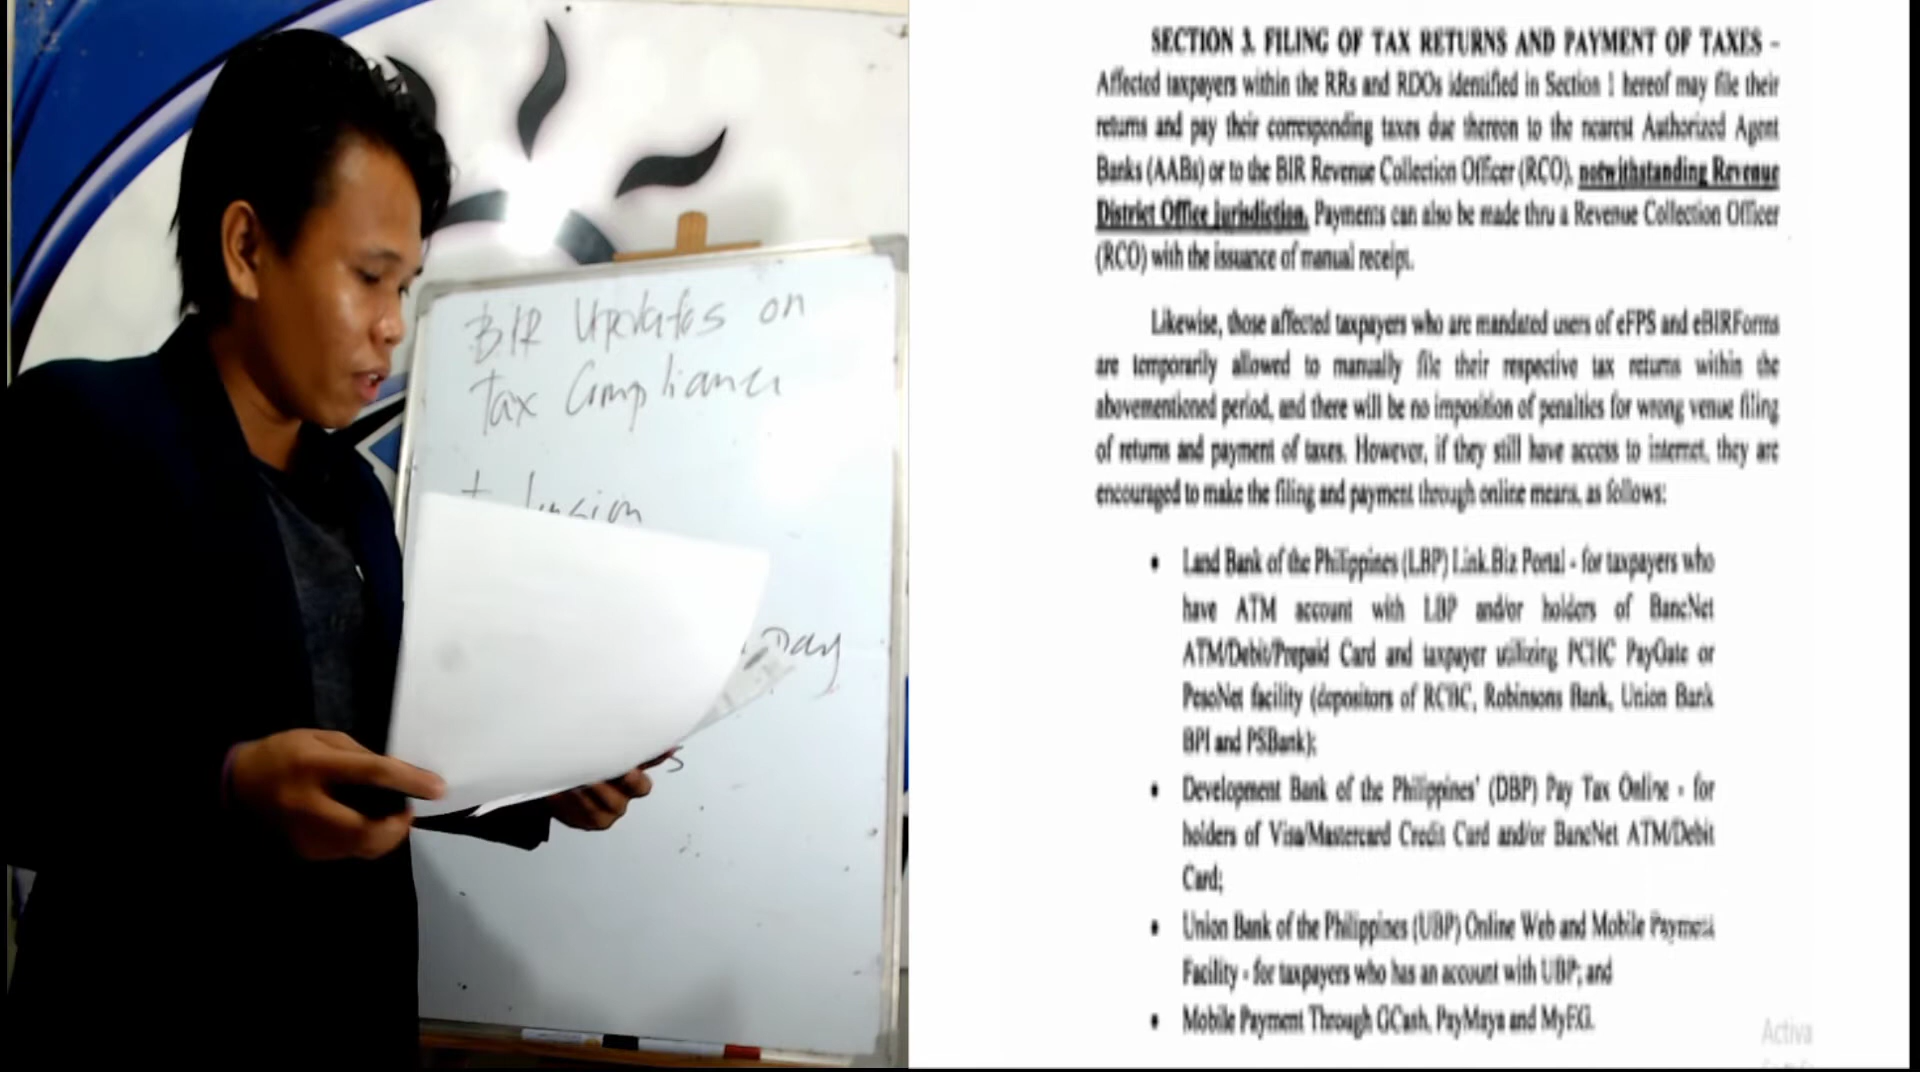 BIR Updates on
Tax Compliance
Day
s
SECTION 3. FILING OF TAX RETURNS AND PAYMENT OF TAXES –
Affected taxpayers within the RRs and RDOs identified in Section 1 hereof may file their
returns and pay their corresponding taxes due thereon to the nearest Authorized Agent
Banks (AABs) or to the BIR Revenue Collection Officer (RCO), notwithstanding Revenue
District Office jurisdiction. Payments can also be made thru a Revenue Collection Officer
(RCO) with the issuance of manual receipt.
Likewise, those affected taxpayers who are mandated users of eFPS and eBIRForms
are temporarily allowed to manually file their respective tax returns within the
abovementioned period, and there will be no imposition of penalties for wrong venue filing
of returns and payment of taxes. However, if they still have access to internet, they are
encouraged to make the filing and payment through online means, as follows:
• Land Bank of the Philippines (LBP) Link.Biz Portal - for taxpayers who
have ATM account with LBP and/or holders of BancNet
ATM/Debit/Prepaid Card and taxpayer utilizing PCHC PayGate or
PesoNet facility (depositors of RCBC, Robinsons Bank, Union Bank
BPI and PSBank);
• Development Bank of the Philippines' (DBP) Pay Tax Online - for
holders of Visa/Mastercard Credit Card and/or BancNet ATM/Debit
Card;
• Union Bank of the Philippines (UBP) Online Web and Mobile Payment
Facility - for taxpayers who has an account with UBP; and
• Mobile Payment Through GCash, PayMaya and MyEG.
Activa